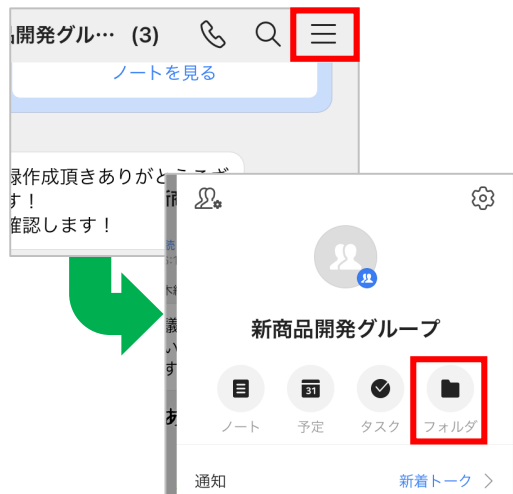 開発グル… (3)
ノートを見る
録作成頂きありがとうござ
す！
確認します！
新商品開発グループ
31
ノート
予定
タスク
フォルダ
通知
新着トーク